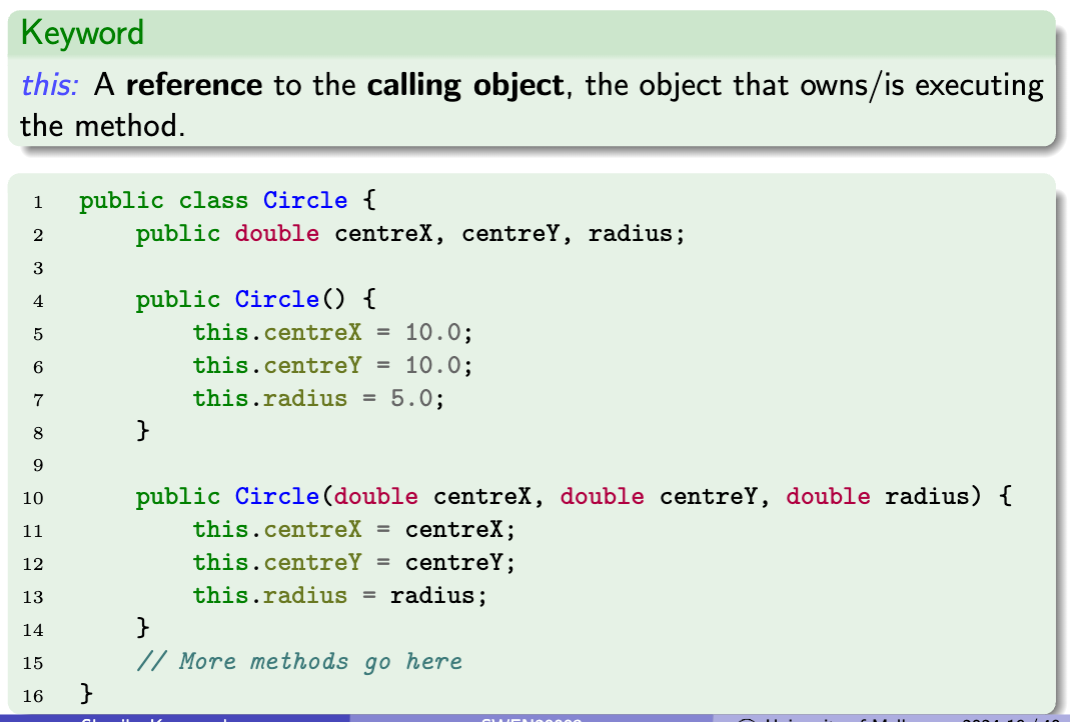 Keyword
this: A reference to the calling object, the object that owns/is executing
the method.
1 public class Circle {
2 public double centreX, centreY, radius;
3
4 public Circle() {
5 this.centreX = 10.0;
6 this.centreY = 10.0;
7 this.radius = 5.0;
8 }
9
10 public Circle(double centreX, double centreY, double radius) {
11 this.centreX = centreX;
12 this.centreY = centreY;
13 this.radius = radius;
14 }
15 // More methods go here
16 }